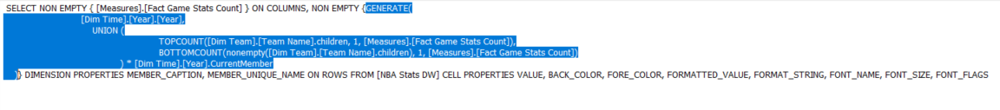 SELECT NON EMPTY { [Measures].[Fact Game Stats Count] } ON COLUMNS, NON EMPTY {GENERATE(
[Dim Time].[Year].[Year],
UNION (
TOPCOUNT([Dim Team].[Team Name].children, 1, [Measures].[Fact Game Stats Count]),
BOTTOMCOUNT(nonempty([Dim Team].[Team Name].children), 1, [Measures].[Fact Game Stats Count])
) * [Dim Time].[Year].CurrentMember
)} DIMENSION PROPERTIES MEMBER_CAPTION, MEMBER_UNIQUE_NAME ON ROWS FROM [NBA Stats DW] CELL PROPERTIES VALUE, BACK_COLOR, FORE_COLOR, FORMATTED_VALUE, FORMAT_STRING, FONT_NAME, FONT_SIZE, FONT_FLAGS